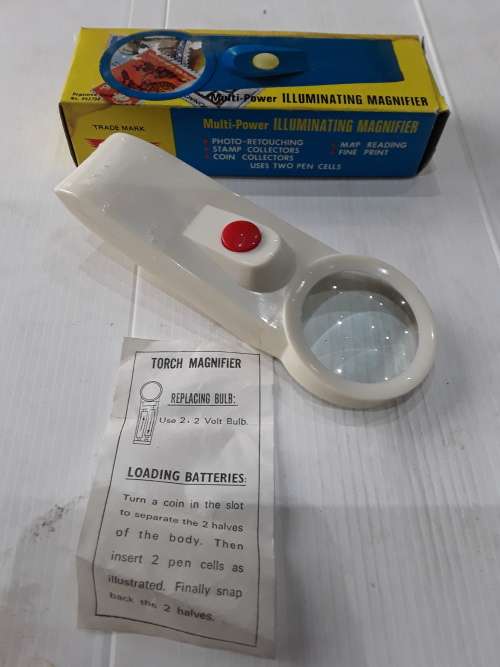 Multi-Power ILLUMINATING MAGNIFIER
TRADE MARK
Multi-Power ILLUMINATING MAGNIFIER
PHOTO-RETOUCHING
STAMP COLLECTORS
COIN COLLECTORS
MAP READING
FINE PRINT
USES TWO PEN CELLS
TORCH MAGNIFIER
REPLACING BULB:
Use 2.2 Volt Bulb.
LOADING BATTERIES:
Turn a coin in the slot
to separate the 2 halves
of the body. Then
insert 2 pen cells as
illustrated. Finally snap
back the 2 halves.